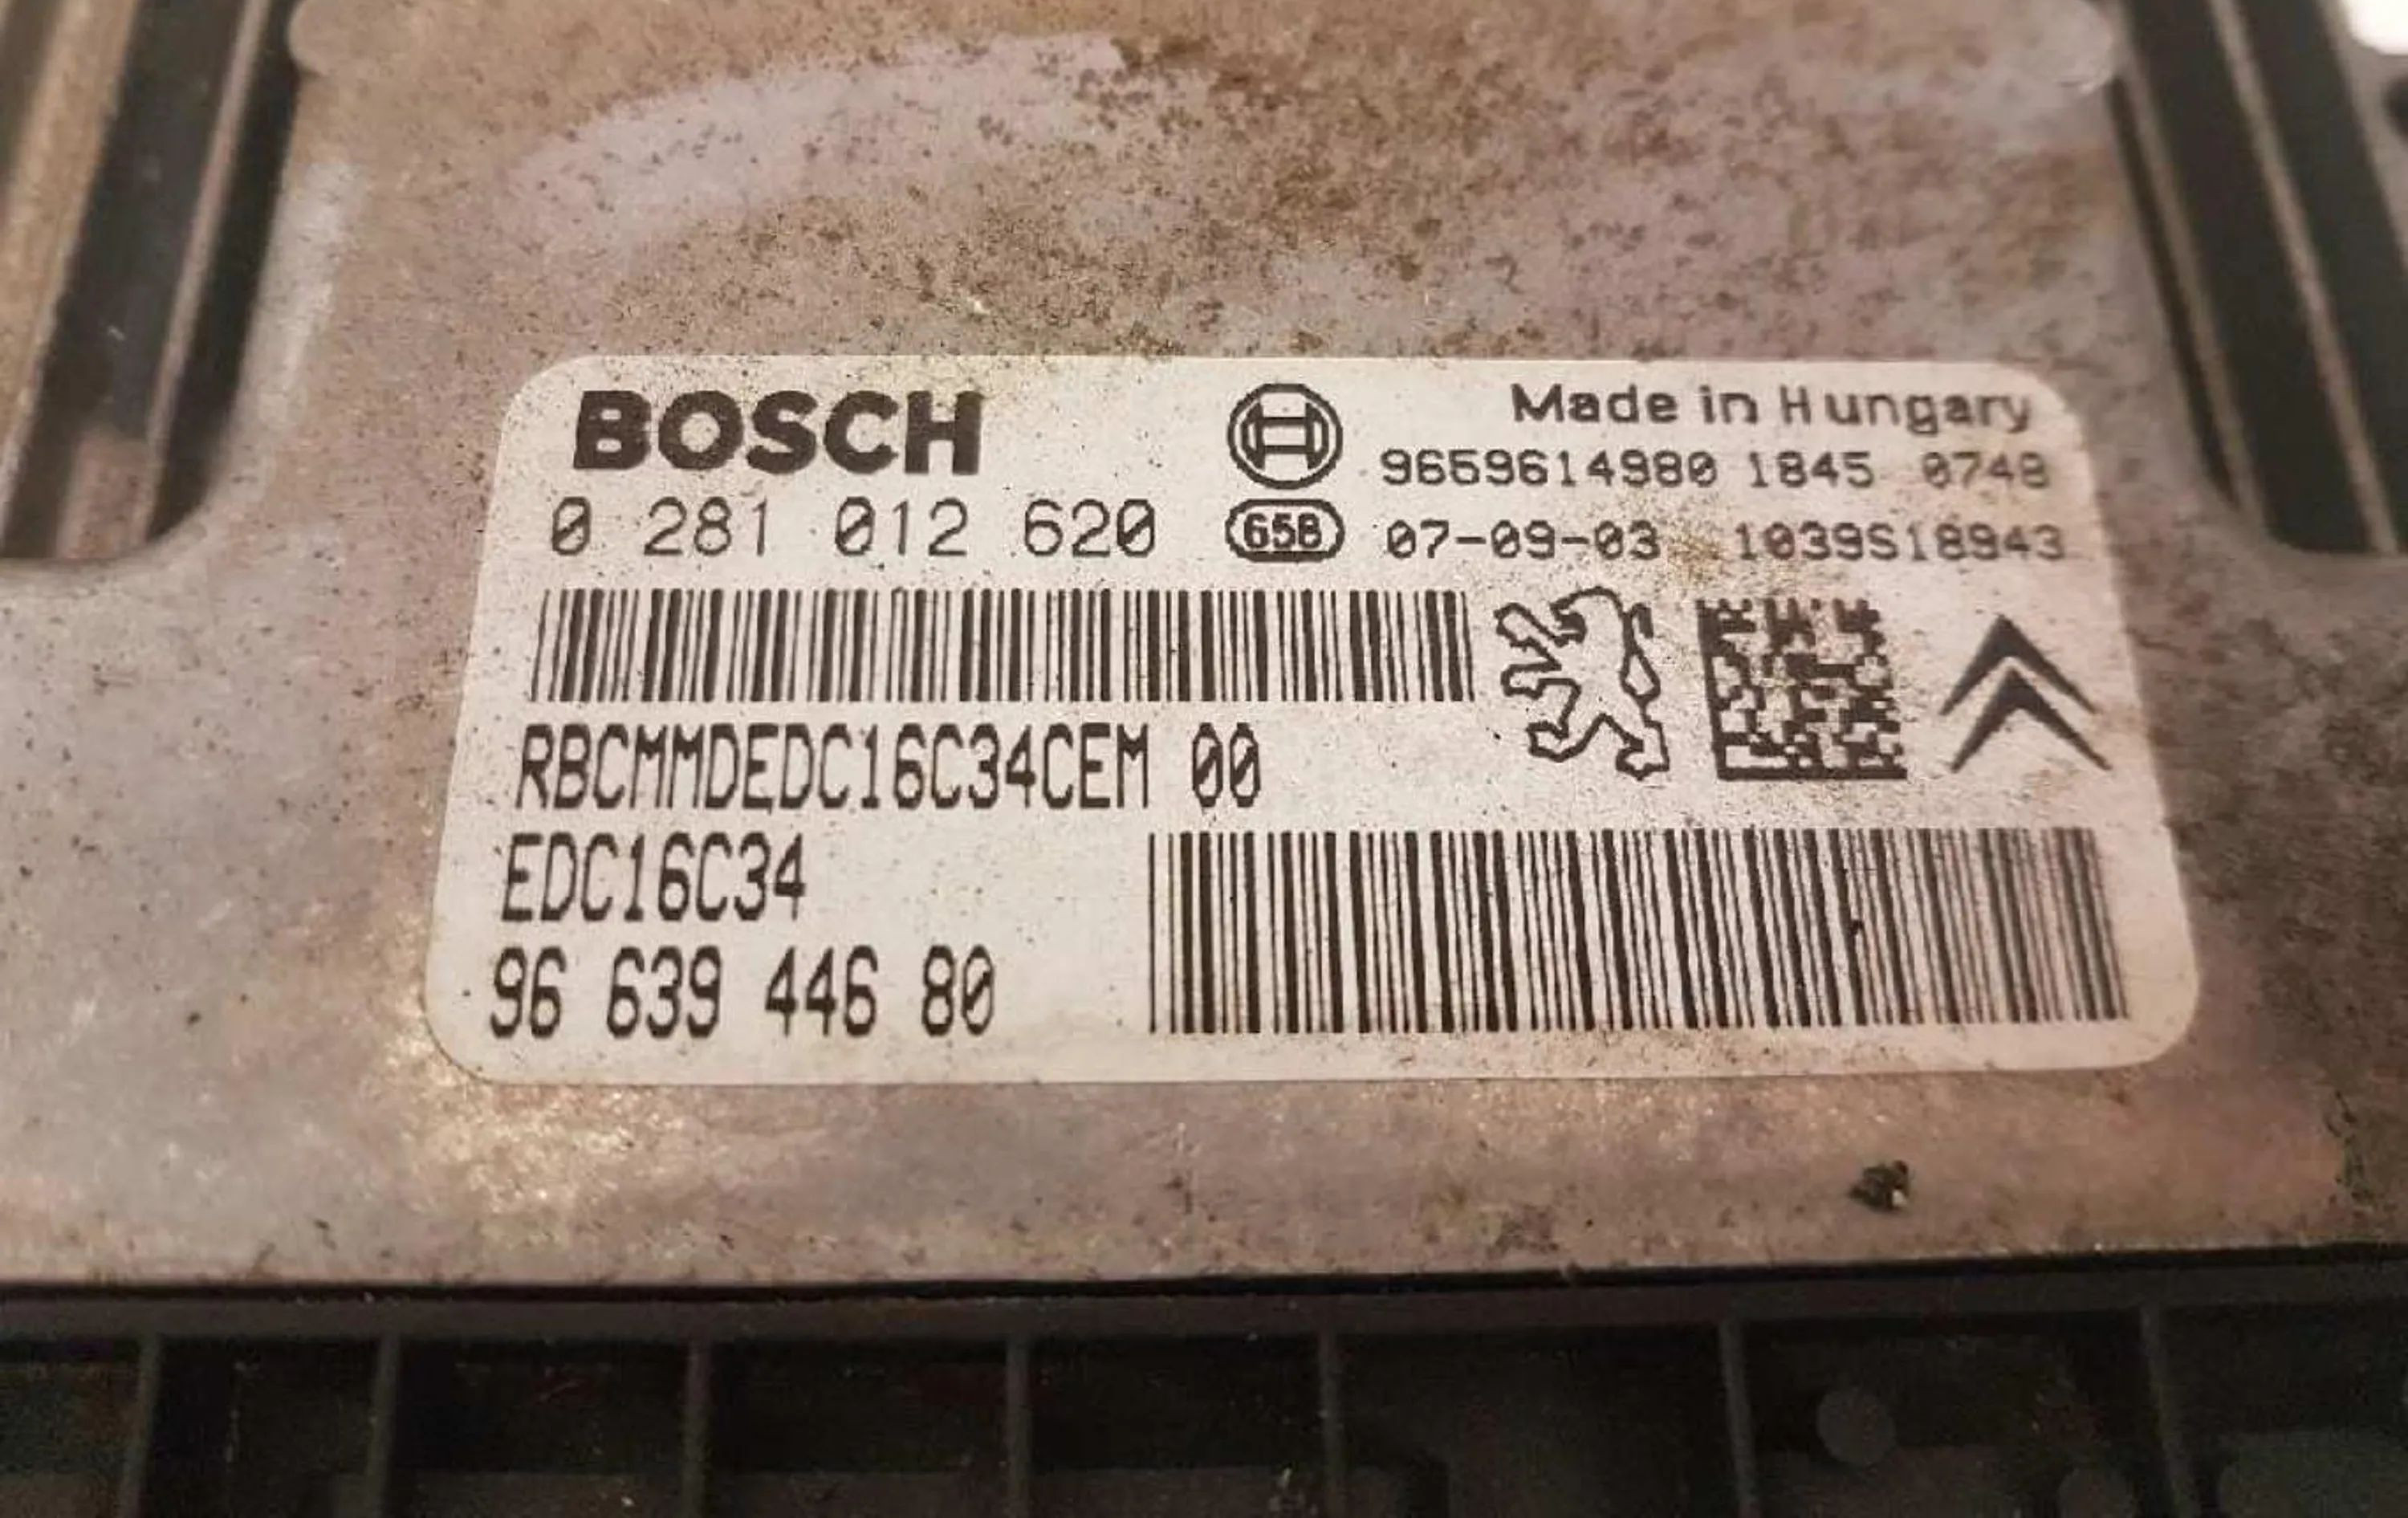 BOSCH
Made in Hungary
9659614980 1845 0748
0 281 012 620
65B
07-09-03 1039S18943
RBCMMDEDC16C34CEM 00
EDC16C34
96 639 446 80